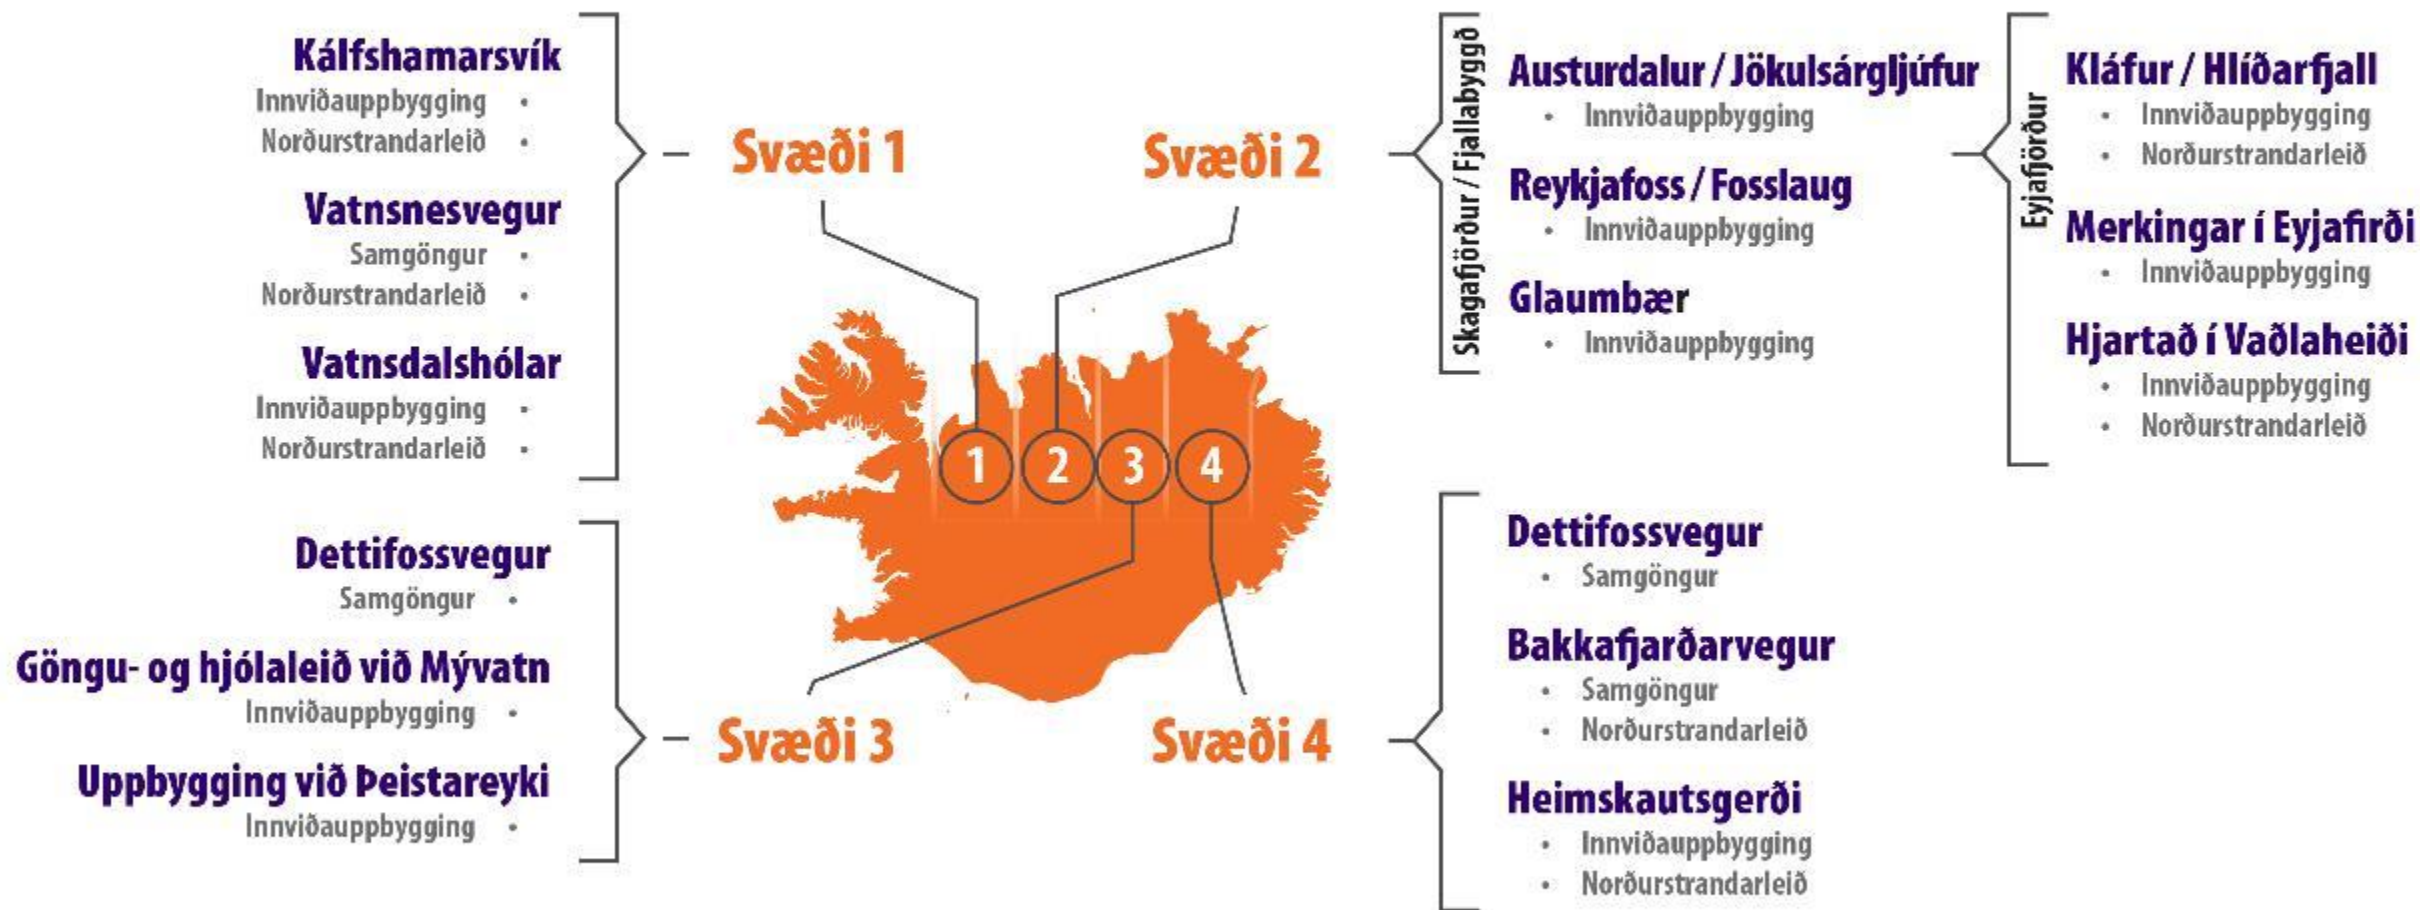 Kálfshamarsvík
Innviðauppbygging •
Norðurstrandarleið •
Vatnsnesvegur
Samgöngur •
Norðurstrandarleið •
Vatnsdalshólar
Innviðauppbygging •
Norðurstrandarleið •
Svæði 1
Svæði 2
Skagafjörður / Fjallabyggð
Austurdalur / Jökulsárgljúfur
• Innviðauppbygging
Reykjafoss / Fosslaug
• Innviðauppbygging
Glaumbær
• Innviðauppbygging
Eyjafjörður
Kláfur / Hlíðarfjall
• Innviðauppbygging
• Norðurstrandarleið
Merkingar í Eyjafirði
• Innviðauppbygging
Hjartað í Vaðlaheiði
• Innviðauppbygging
• Norðurstrandarleið
1 2 3 4
Dettifossvegur
Samgöngur •
Göngu- og hjólaleið við Mývatn
Innviðauppbygging •
Uppbygging við Þeistareyki
Innviðauppbygging •
Svæði 3
Svæði 4
Dettifossvegur
• Samgöngur
Bakkafjarðarvegur
• Samgöngur
• Norðurstrandarleið
Heimskautsgerði
• Innviðauppbygging
• Norðurstrandarleið